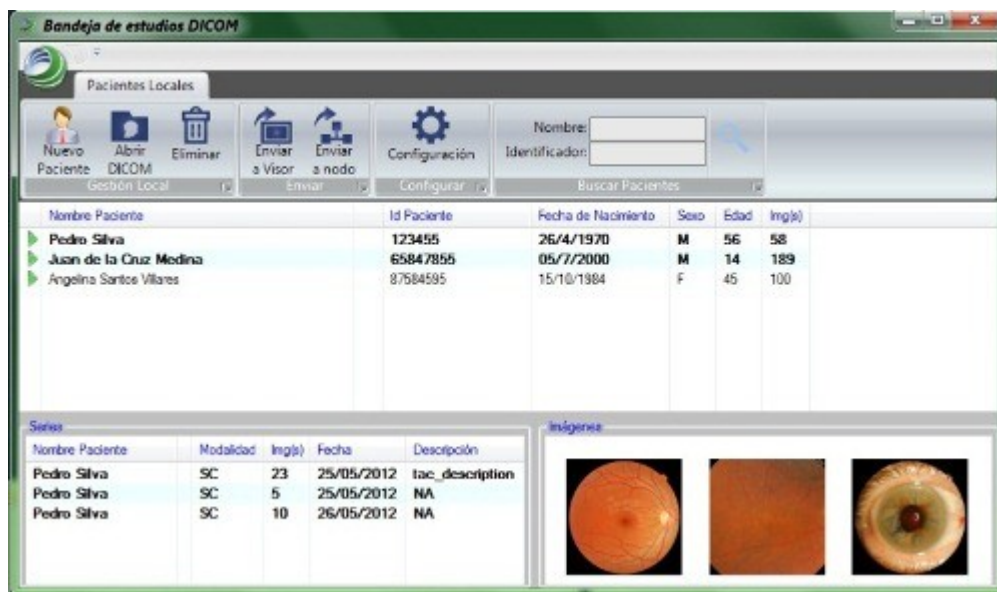 Bandeja de estudios DICOM
Pacientes Locales
Nuevo Paciente
Abrir DICOM
Eliminar
Gestión Local
Enviar a Visor
Enviar a nodo
Enviar
Configuración
Configurar
Nombre:
Identificador:
Buscar Pacientes
Nombre Paciente Id Paciente Fecha de Nacimiento Sexo Edad Img(s)
Pedro Silva 123455 26/4/1970 M 56 58
Juan de la Cruz Medina 65847855 05/7/2000 M 14 189
Angelina Santos Villares 87584595 15/10/1984 F 45 100
Series
Nombre Paciente Modalidad Img(s) Fecha Descripción
Pedro Silva SC 23 25/05/2012 tac_description
Pedro Silva SC 5 25/05/2012 NA
Pedro Silva SC 10 26/05/2012 NA
Imágenes